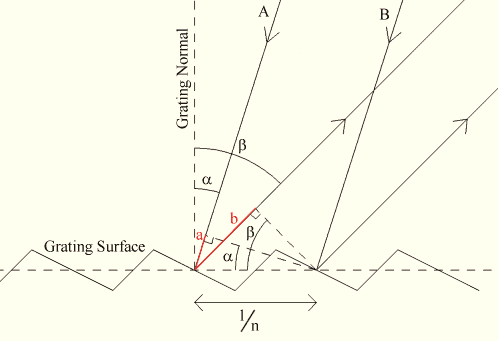 A
B
Grating Normal
β
α
a
b
β
α
Grating Surface
1/n